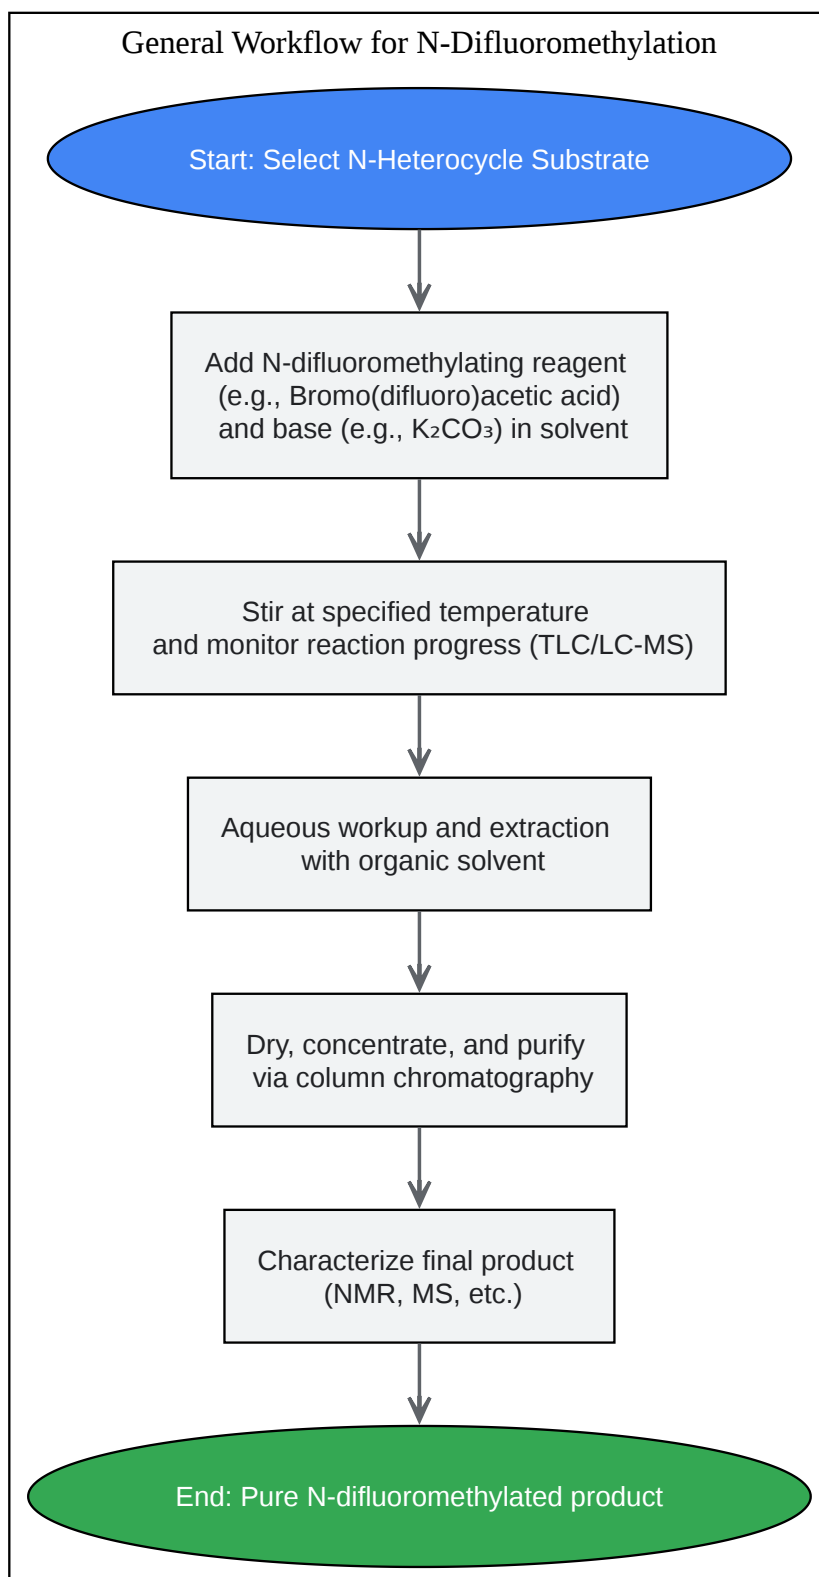 General Workflow for N-Difluoromethylation
Start: Select N-Heterocycle Substrate
Add N-difluoromethylating reagent
(e.g., Bromo(difluoro)acetic acid)
and base (e.g., K₂CO₃) in solvent
Stir at specified temperature
and monitor reaction progress (TLC/LC-MS)
Aqueous workup and extraction
with organic solvent
Dry, concentrate, and purify
via column chromatography
Characterize final product
(NMR, MS, etc.)
End: Pure N-difluoromethylated product